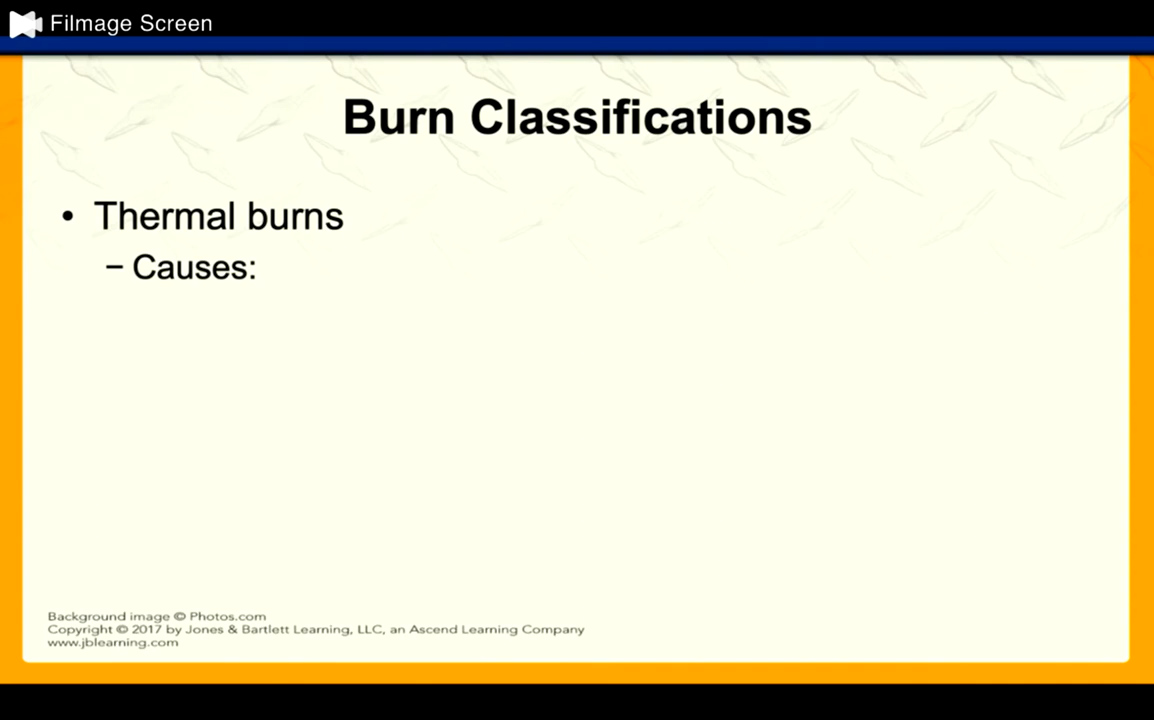 Filmage Screen
Burn Classifications
• Thermal burns
– Causes:
Background image © Photos.com
Copyright © 2017 by Jones & Bartlett Learning, LLC, an Ascend Learning Company
www.jblearning.com